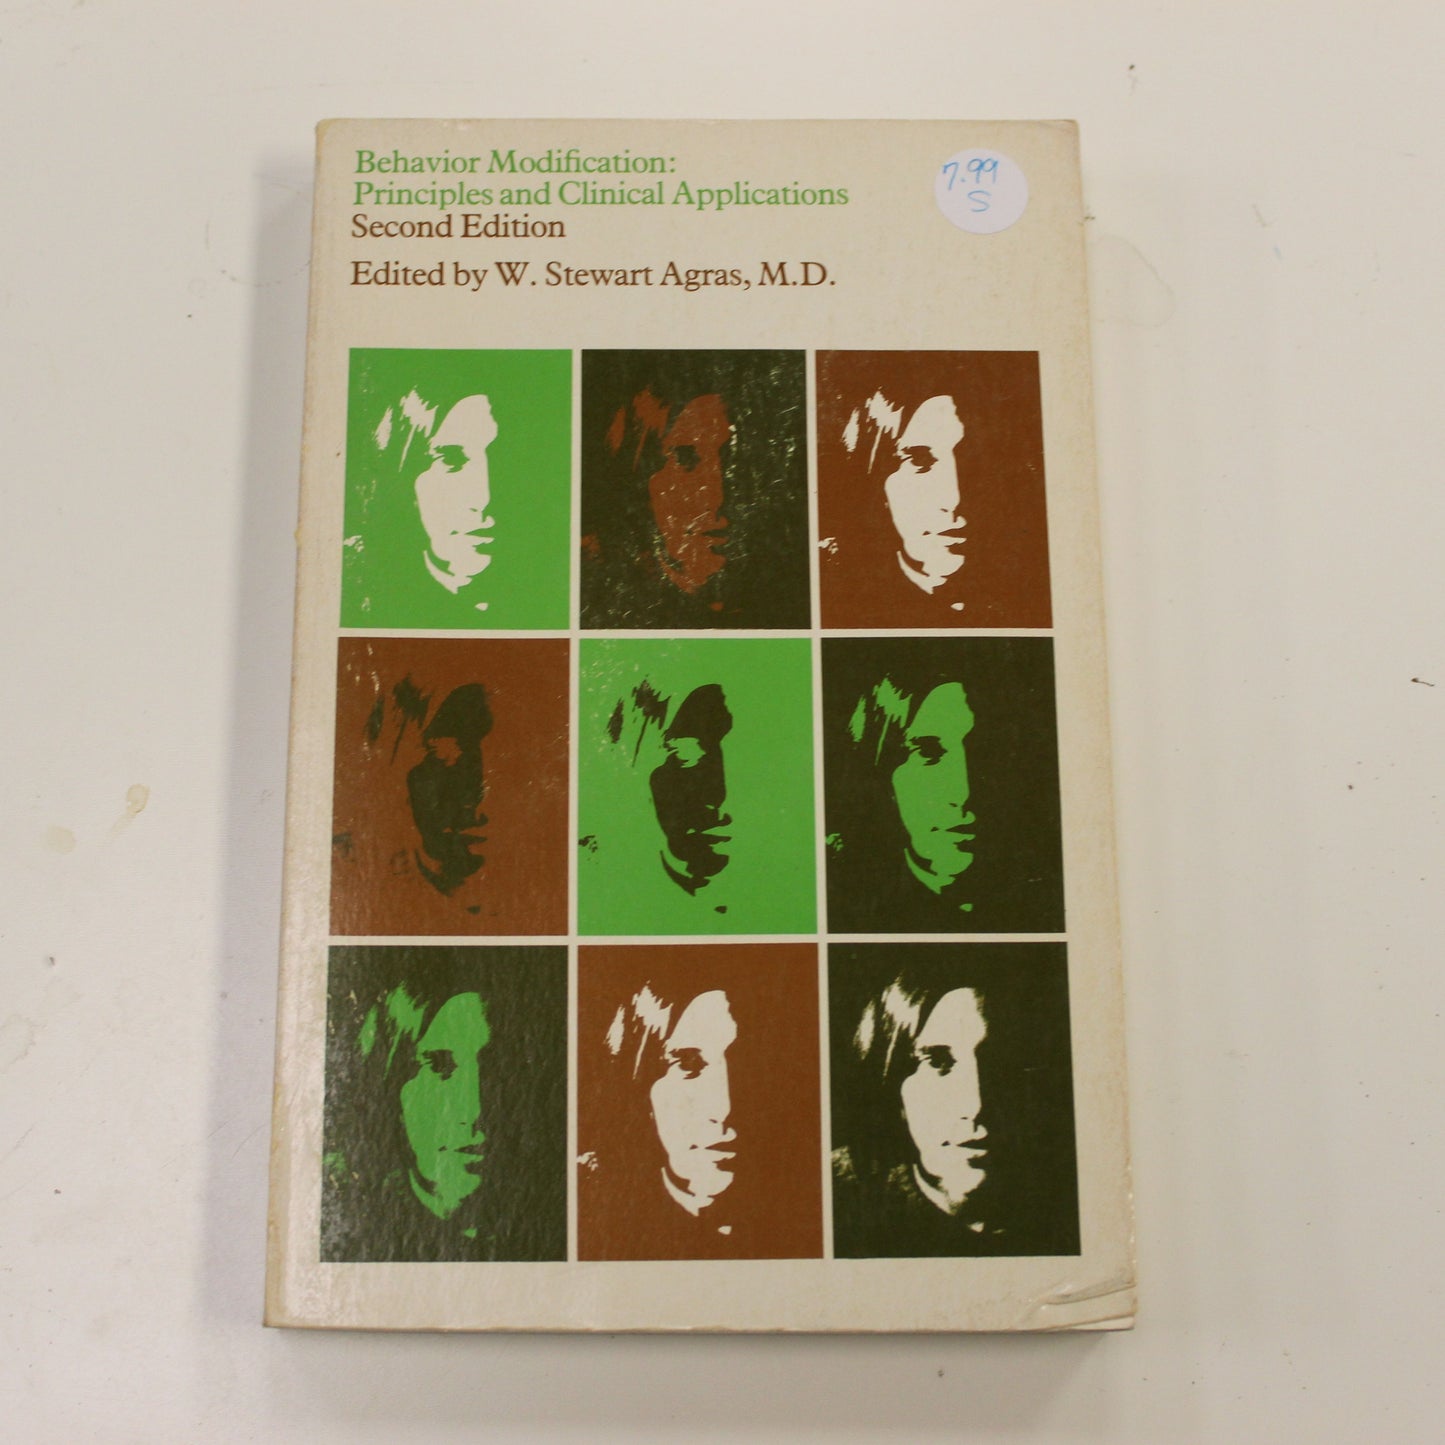 Behavior Modification:
Principles and Clinical Applications
Second Edition
Edited by W. Stewart Agras, M.D.
7.99
S